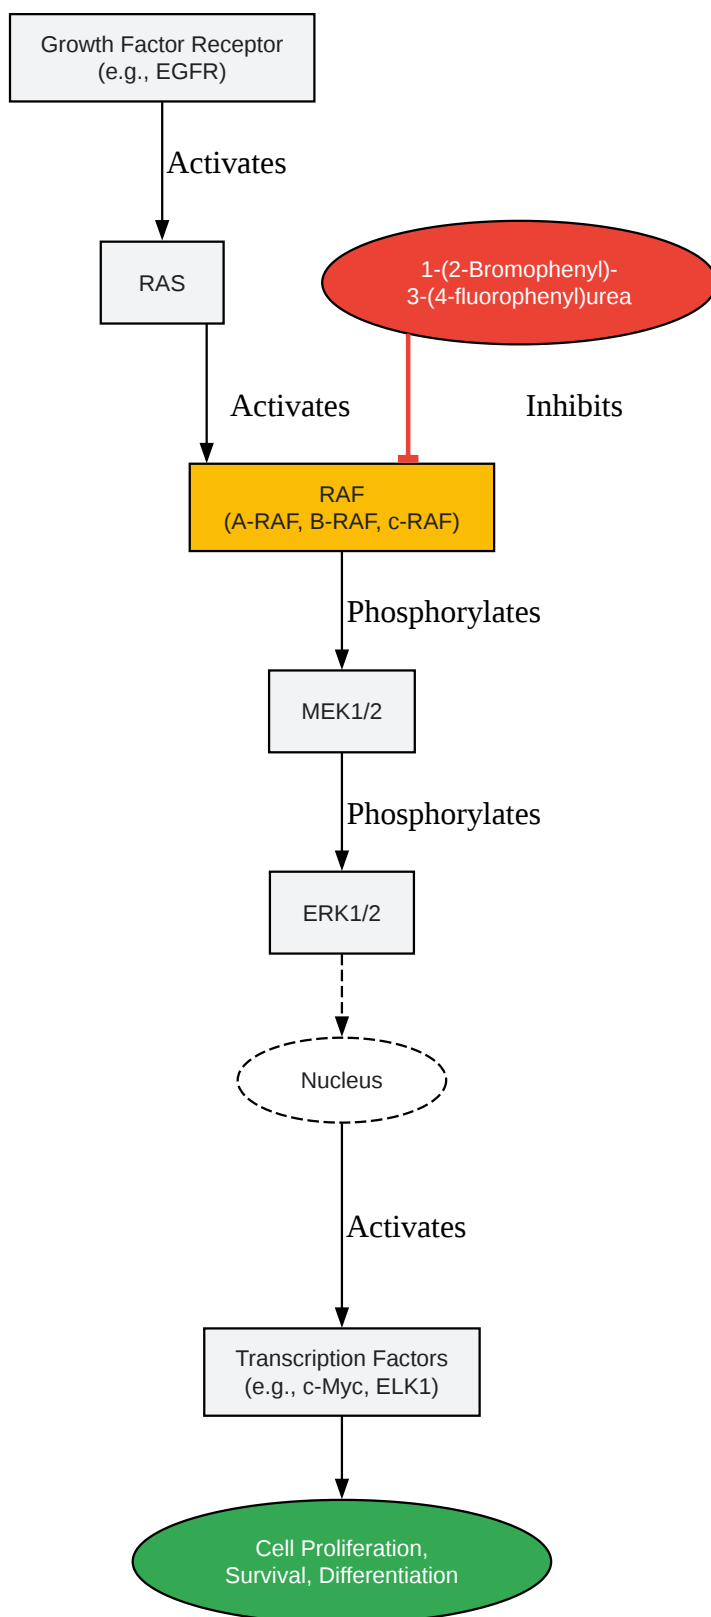 Growth Factor Receptor
(e.g., EGFR)
Activates
RAS
1-(2-Bromophenyl)-
3-(4-fluorophenyl)urea
Activates
Inhibits
RAF
(A-RAF, B-RAF, c-RAF)
Phosphorylates
MEK1/2
Phosphorylates
ERK1/2
Nucleus
Activates
Transcription Factors
(e.g., c-Myc, ELK1)
Cell Proliferation,
Survival, Differentiation